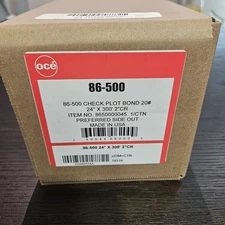 océ
86-500
86-500 CHECK PLOT BOND 20#
24" X 300' 2"CR
ITEM NO. 8650000045 1/CTN
PREFERRED SIDE OUT
MADE IN USA
86-500 24" X 300' 2"CR